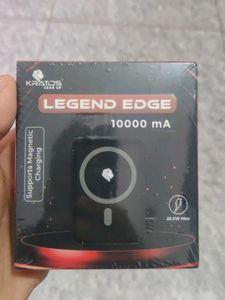 KRATOS
GEAR UP
LEGEND EDGE
10000 mA
Supports Magnetic
Charging
22.5W Max